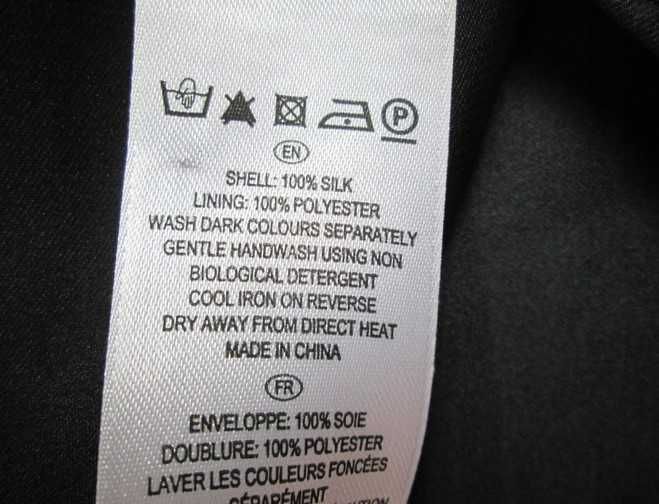 P
EN
SHELL: 100% SILK
LINING: 100% POLYESTER
WASH DARK COLOURS SEPARATELY
GENTLE HANDWASH USING NON
BIOLOGICAL DETERGENT
COOL IRON ON REVERSE
DRY AWAY FROM DIRECT HEAT
MADE IN CHINA
FR
ENVELOPPE: 100% SOIE
DOUBLURE: 100% POLYESTER
LAVER LES COULEURS FONCÉES
SÉPARÉMENT